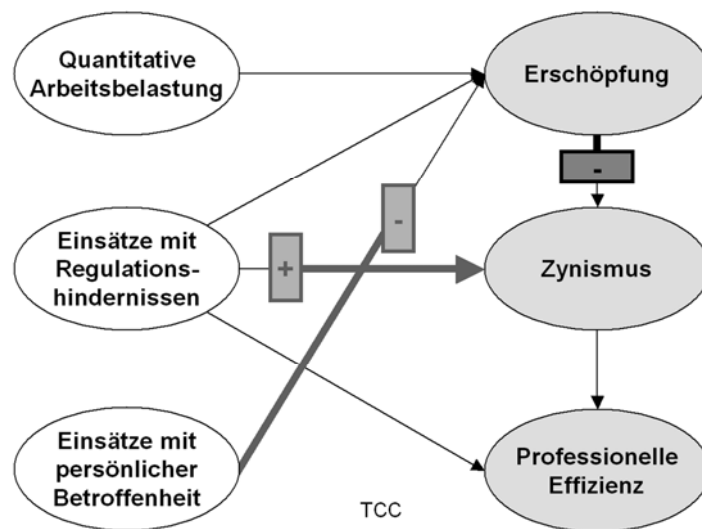 Quantitative
Arbeitsbelastung
Erschöpfung
-
-
Einsätze mit
Regulations-
hindernissen
+
Zynismus
Einsätze mit
persönlicher
Betroffenheit
Professionelle
Effizienz
TCC